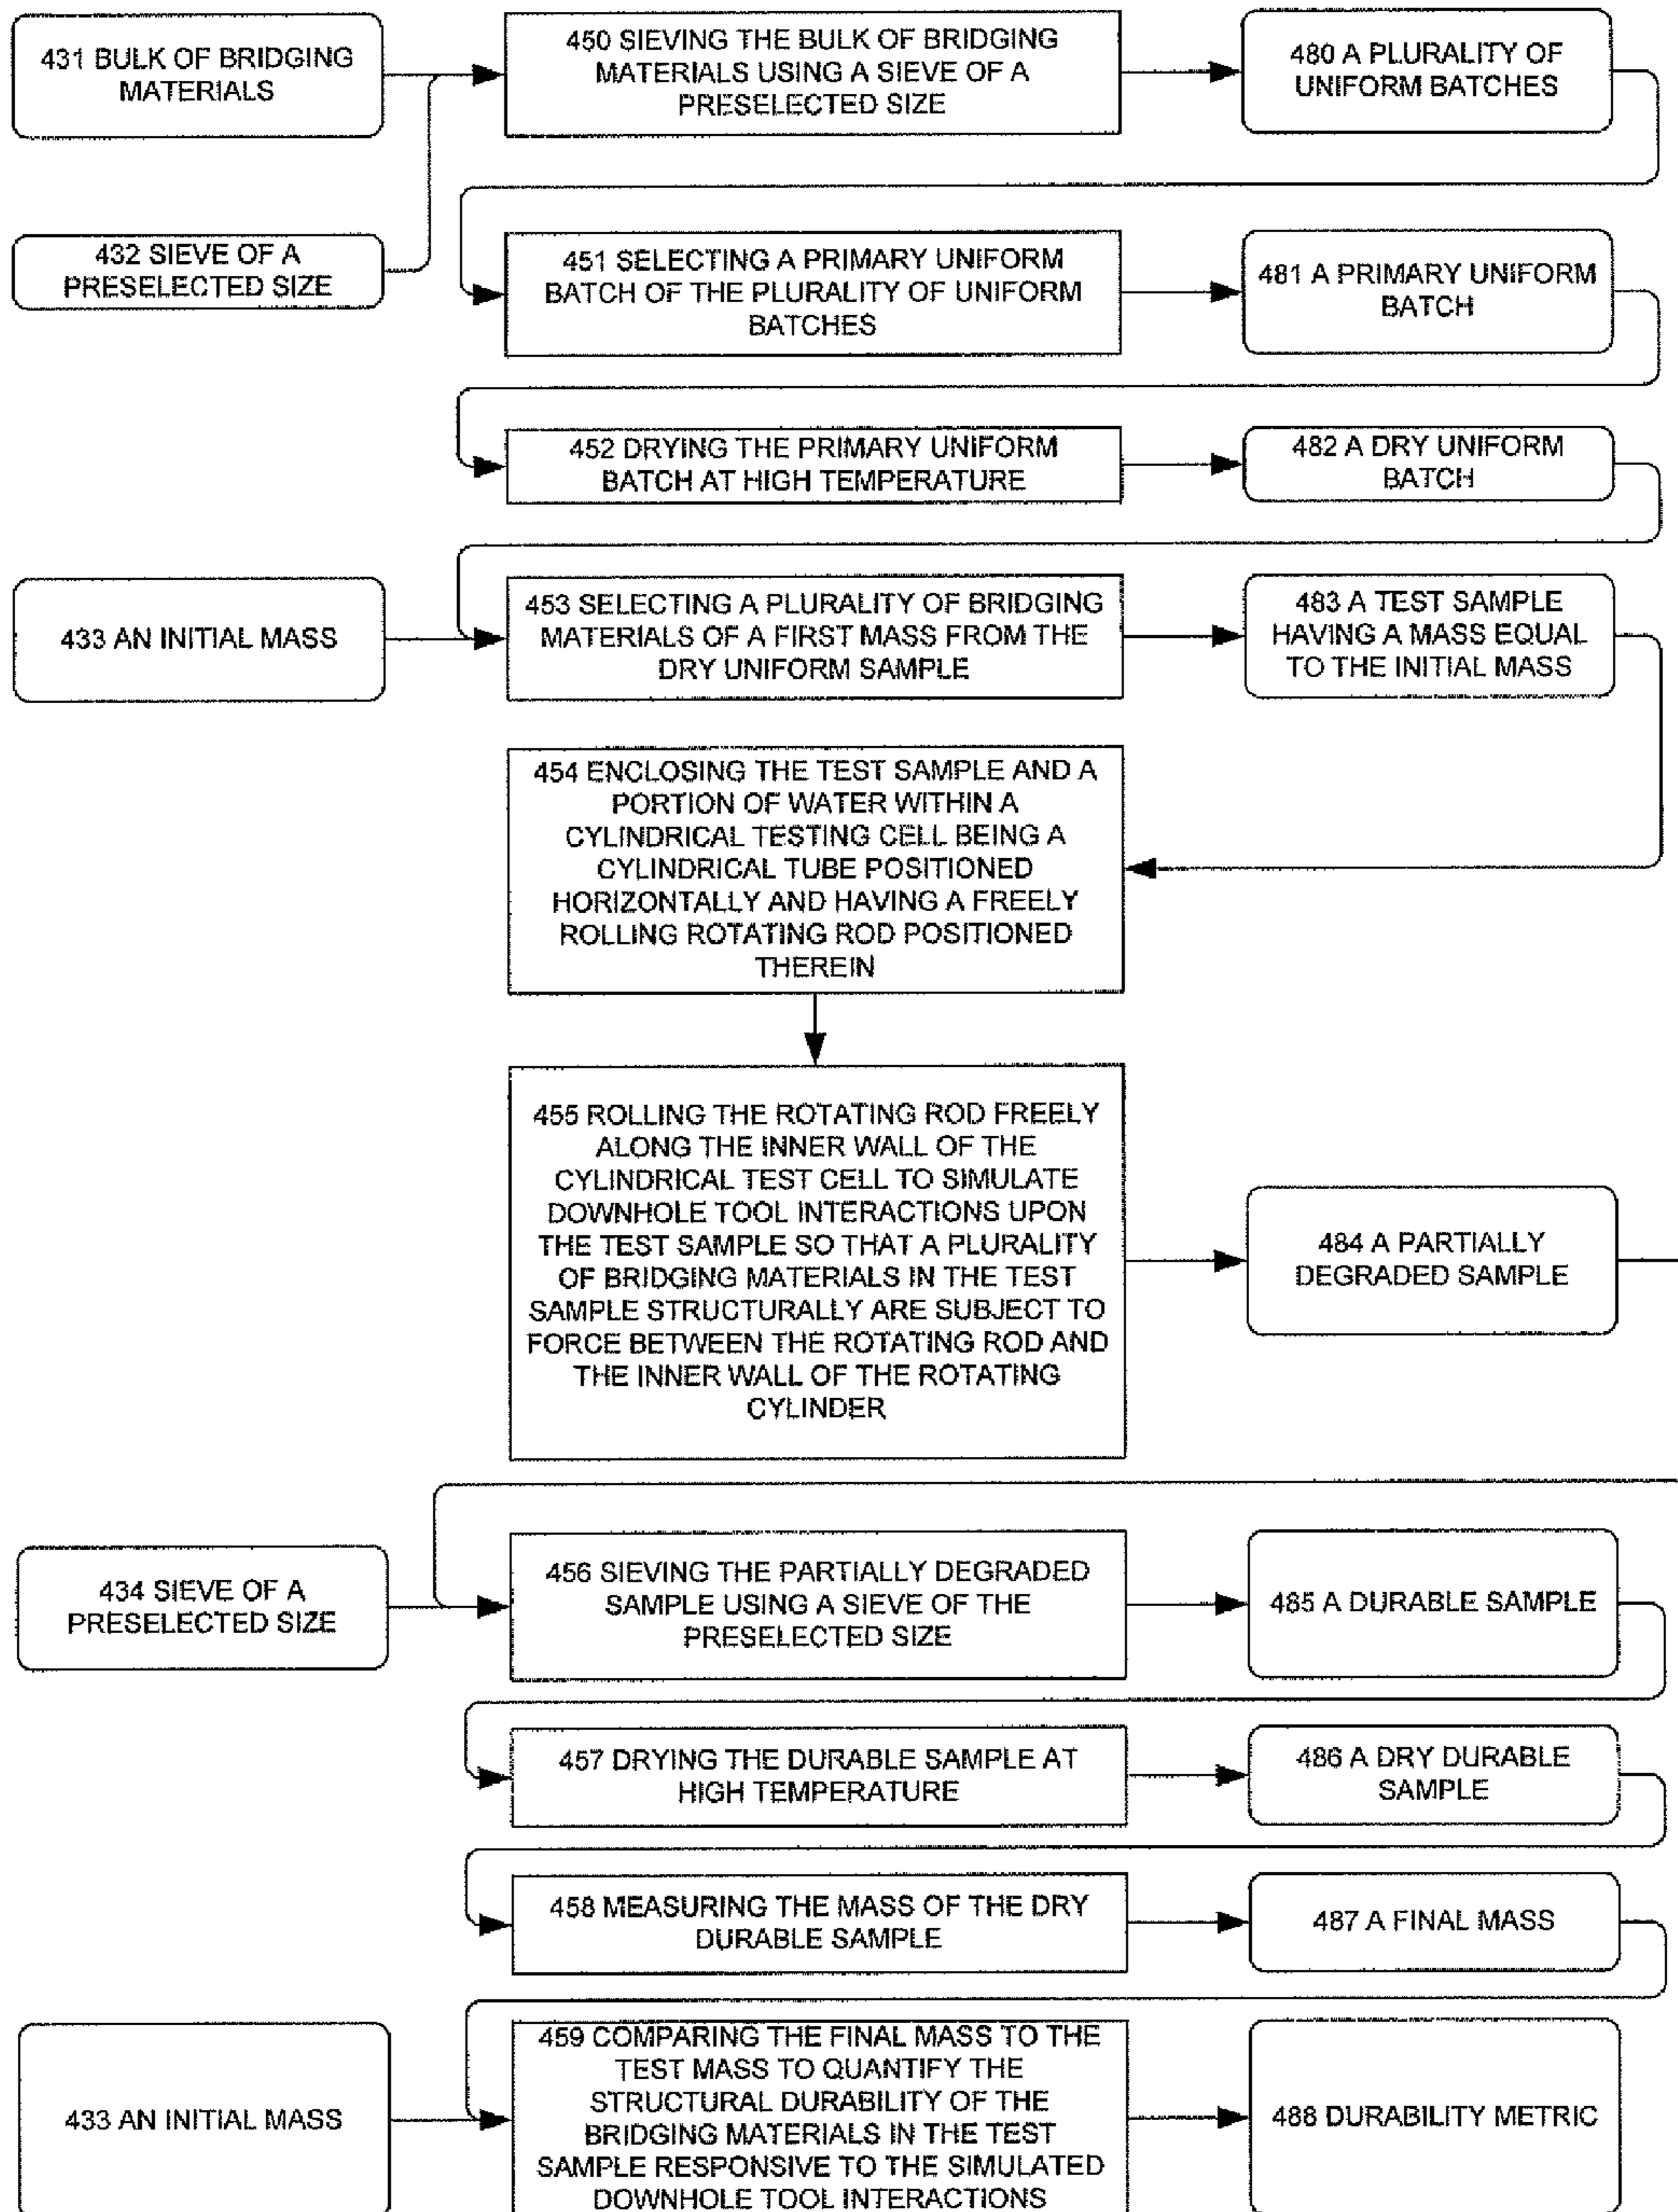 431 BULK OF BRIDGING
MATERIALS
450 SIEVING THE BULK OF BRIDGING
MATERIALS USING A SIEVE OF A
PRESELECTED SIZE
480 A PLURALITY OF
UNIFORM BATCHES
432 SIEVE OF A
PRESELECTED SIZE
451 SELECTING A PRIMARY UNIFORM
BATCH OF THE PLURALITY OF UNIFORM
BATCHES
481 A PRIMARY UNIFORM
BATCH
452 DRYING THE PRIMARY UNIFORM
BATCH AT HIGH TEMPERATURE
482 A DRY UNIFORM
BATCH
433 AN INITIAL MASS
453 SELECTING A PLURALITY OF BRIDGING
MATERIALS OF A FIRST MASS FROM THE
DRY UNIFORM SAMPLE
483 A TEST SAMPLE
HAVING A MASS EQUAL
TO THE INITIAL MASS
454 ENCLOSING THE TEST SAMPLE AND A
PORTION OF WATER WITHIN A
CYLINDRICAL TESTING CELL BEING A
CYLINDRICAL TUBE POSITIONED
HORIZONTALLY AND HAVING A FREELY
ROLLING ROTATING ROD POSITIONED
THEREIN
455 ROLLING THE ROTATING ROD FREELY
ALONG THE INNER WALL OF THE
CYLINDRICAL TEST CELL TO SIMULATE
DOWNHOLE TOOL INTERACTIONS UPON
THE TEST SAMPLE SO THAT A PLURALITY
OF BRIDGING MATERIALS IN THE TEST
SAMPLE STRUCTURALLY ARE SUBJECT TO
FORCE BETWEEN THE ROTATING ROD AND
THE INNER WALL OF THE ROTATING
CYLINDER
484 A PARTIALLY
DEGRADED SAMPLE
434 SIEVE OF A
PRESELECTED SIZE
456 SIEVING THE PARTIALLY DEGRADED
SAMPLE USING A SIEVE OF THE
PRESELECTED SIZE
485 A DURABLE SAMPLE
457 DRYING THE DURABLE SAMPLE AT
HIGH TEMPERATURE
486 A DRY DURABLE
SAMPLE
458 MEASURING THE MASS OF THE DRY
DURABLE SAMPLE
487 A FINAL MASS
433 AN INITIAL MASS
459 COMPARING THE FINAL MASS TO THE
TEST MASS TO QUANTIFY THE
STRUCTURAL DURABILITY OF THE
BRIDGING MATERIALS IN THE TEST
SAMPLE RESPONSIVE TO THE SIMULATED
DOWNHOLE TOOL INTERACTIONS
488 DURABILITY METRIC